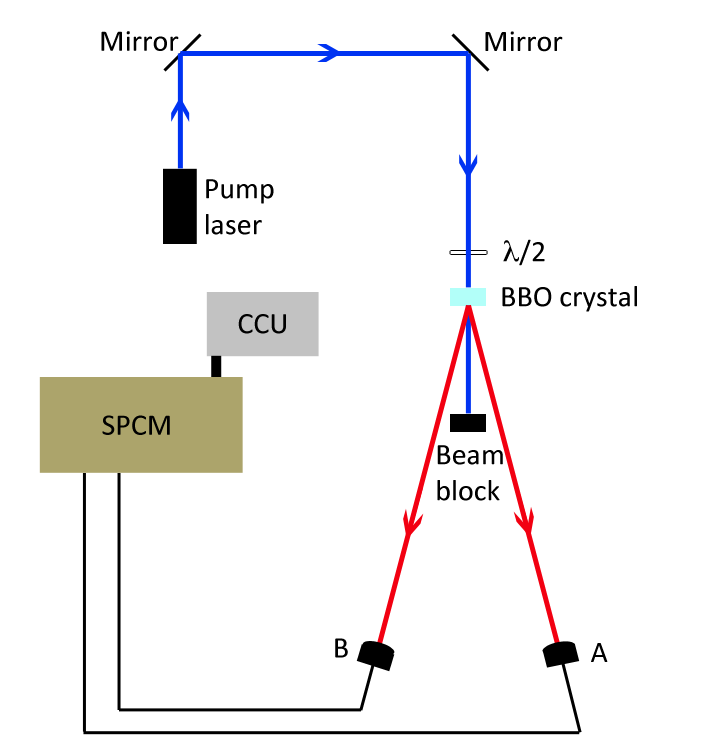 Mirror
Mirror
Pump
laser
λ/2
BBO crystal
CCU
SPCM
Beam
block
B
A